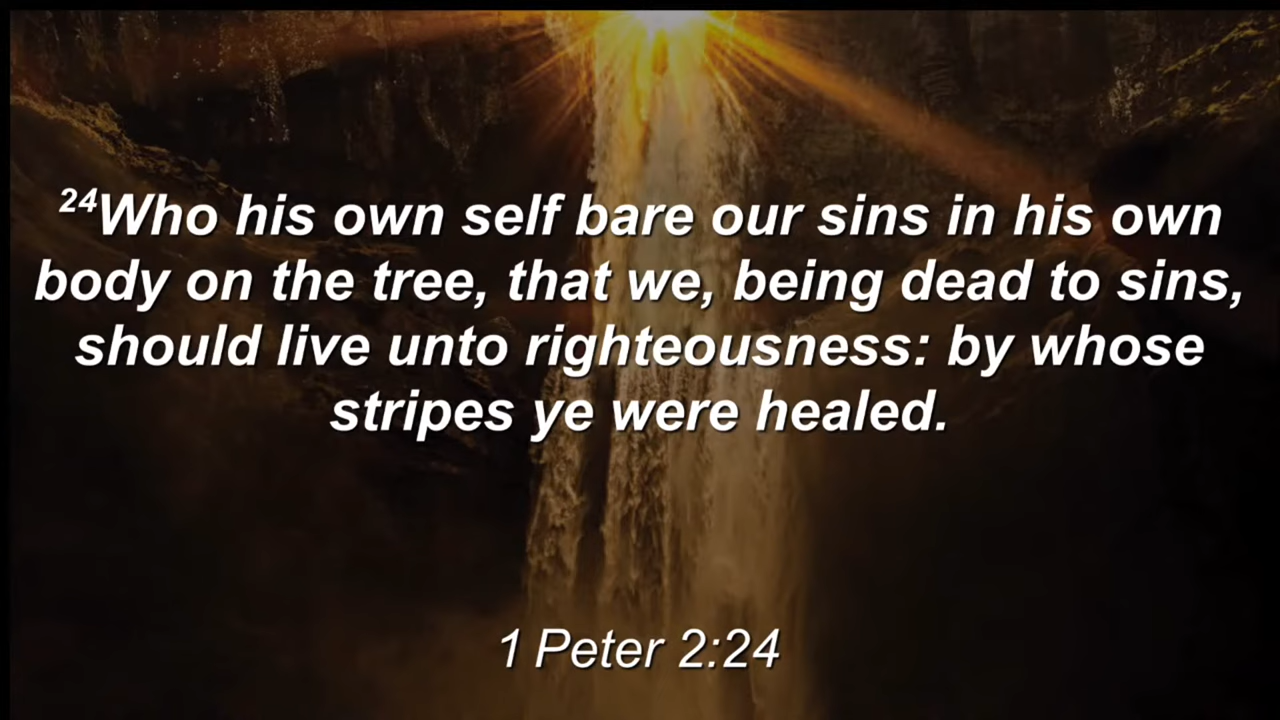 ²⁴Who his own self bare our sins in his own
body on the tree, that we, being dead to sins,
should live unto righteousness: by whose
stripes ye were healed.
1 Peter 2:24